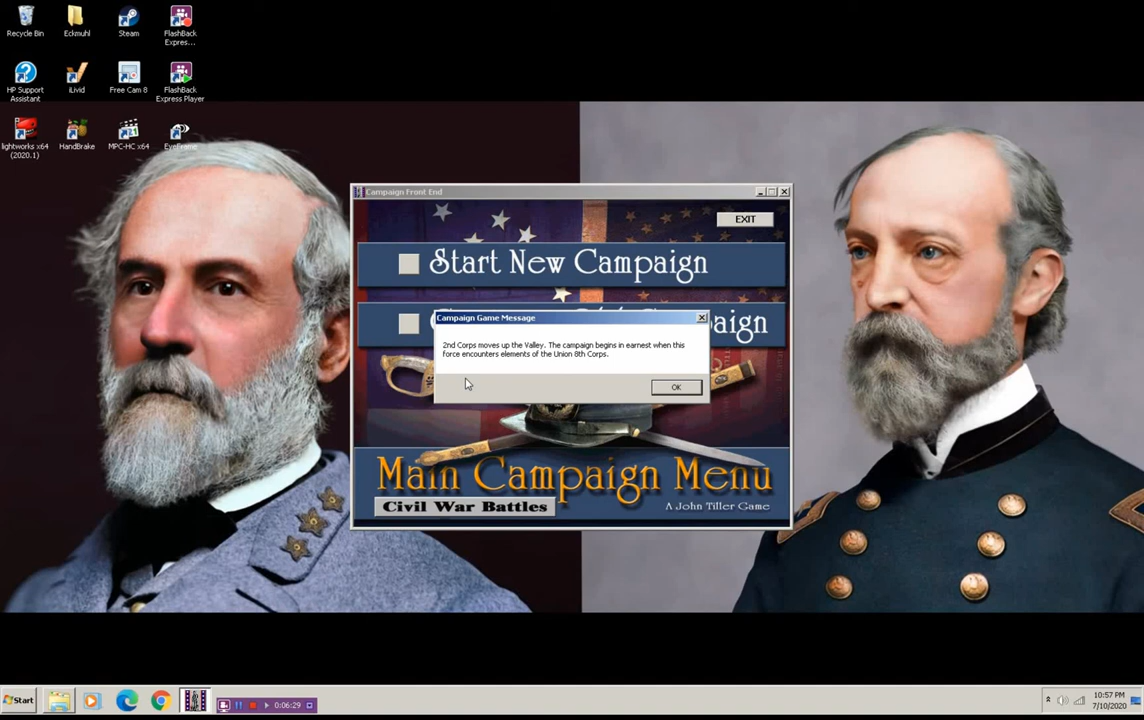 Recycle Bin
Eckmuhl
Steam
FlashBack
Expres...
HP Support
Assistant
iLivid
Free Cam 8
FlashBack
Express Player
lightworks x64
(2020.1)
HandBrake
MPC-HC x64
EyeFrame
Campaign Front End
EXIT
Start New Campaign
paign
Campaign Game Message
2nd Corps moves up the Valley. The campaign begins in earnest when this
force encounters elements of the Union 8th Corps.
OK
Main Campaign Menu
Civil War Battles
A John Tiller Game
Start
0:06:29
10:57 PM
7/10/2020